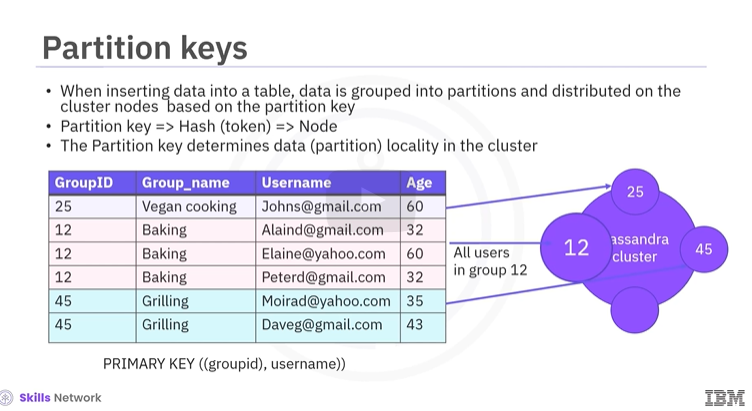 Partition keys
• When inserting data into a table, data is grouped into partitions and distributed on the
cluster nodes based on the partition key
• Partition key => Hash (token) => Node
• The Partition key determines data (partition) locality in the cluster
GroupID Group_name Username Age
25 Vegan cooking Johns@gmail.com 60
12 Baking Alaind@gmail.com 32
12 Baking Elaine@yahoo.com 60
12 Baking Peterd@gmail.com 32
45 Grilling Moirad@yahoo.com 35
45 Grilling Daveg@gmail.com 43
All users
in group 12
25
12
assandra
cluster
45
PRIMARY KEY ((groupid), username))
Skills Network
IBM